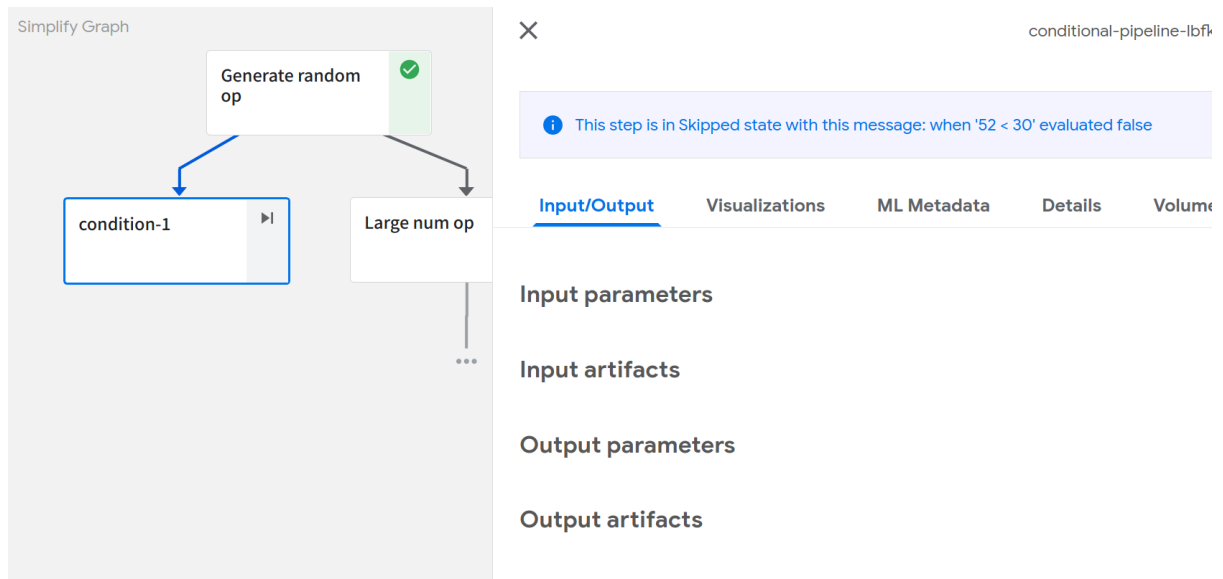 Simplify Graph
Generate random
op
condition-1
Large num op
conditional-pipeline-lbfk
This step is in Skipped state with this message: when '52 < 30' evaluated false
Input/Output Visualizations ML Metadata Details Volume
Input parameters
Input artifacts
Output parameters
Output artifacts